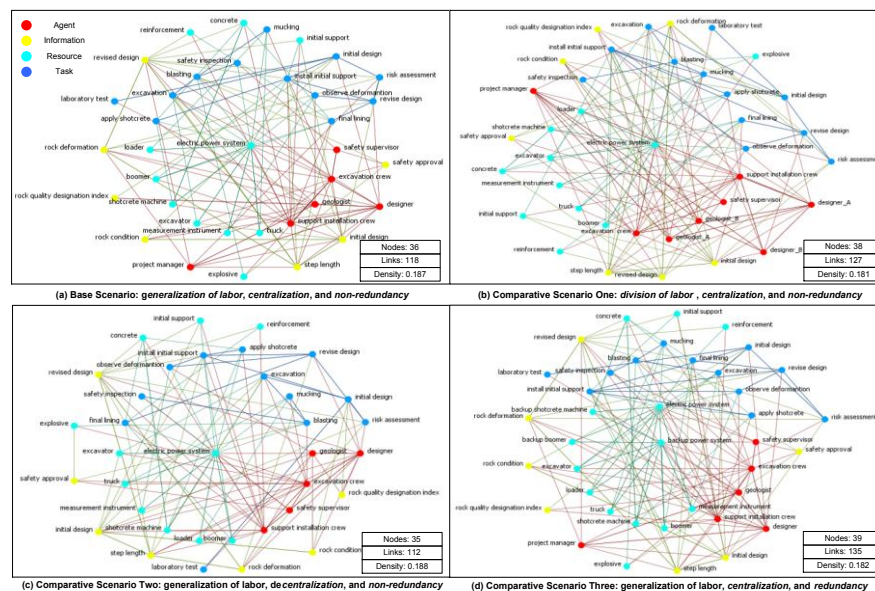 Agent
Information
Resource
Task
concrete
mucking
reinforcement
initial support
revised design
safety inspection
initial design
blasting
install initial support
risk assessment
excavation
observe deformantion
laboratory test
revise design
apply shotcrete
final lining
electric power system
rock deformation
loader
safety supervisor
safety approval
boomer
excavation crew
rock quality designation index
geologist
designer
shotcrete machine
support installation crew
excavator
measurement instrument
truck
initial design
rock condition
step length
project manager
explosive
Nodes: 36
Links: 118
Density: 0.187
(a) Base Scenario: generalization of labor, centralization, and non-redundancy
excavation
rock deformation
rock quality designation index
laboratory test
install initial support
explosive
rock condition
blasting
safety inspection
mucking
project manager
apply shotcrete
initial design
loader
final lining
shotcrete machine
revise design
safety approval
electric power system
observe deformantion
excavator
risk assessment
concrete
support installation crew
measurement instrument
safety supervisor
designer_A
initial support
truck
geologist_B
boomer
excavation crew
geologist_A
reinforcement
designer_B
initial design
step length
revised design
Nodes: 38
Links: 127
Density: 0.181
(b) Comparative Scenario One: division of labor , centralization, and non-redundancy
initial support
reinforcement
concrete
apply shotcrete
install initial support
revise design
observe deformantion
revised design
excavation
safety inspection
mucking
initial design
explosive
final lining
blasting
risk assessment
excavator
electric power system
geologist
designer
safety approval
truck
excavation crew
rock quality designation index
measurement instrument
safety supervisor
initial design
shotcrete machine
support installation crew
loader
boomer
step length
rock condition
laboratory test
rock deformation
Nodes: 35
Links: 112
Density: 0.188
(c) Comparative Scenario Two: generalization of labor, decentralization, and non-redundancy
initial support
concrete
reinforcement
mucking
revised design
final lining
initial design
blasting
laboratory test
safety inspection
excavation
revise design
install initial support
observe deformantion
electric power system
backup shotcrete machine
rock deformation
apply shotcrete
risk assessment
backup boomer
backup power system
safety supervisor
safety approval
rock condition
excavator
excavation crew
loader
geologist
rock quality designation index
truck
measurement instrument
shotcrete machine
support installation crew
boomer
designer
project manager
initial design
explosive
step length
Nodes: 39
Links: 135
Density: 0.182
(d) Comparative Scenario Three: generalization of labor, centralization, and redundancy